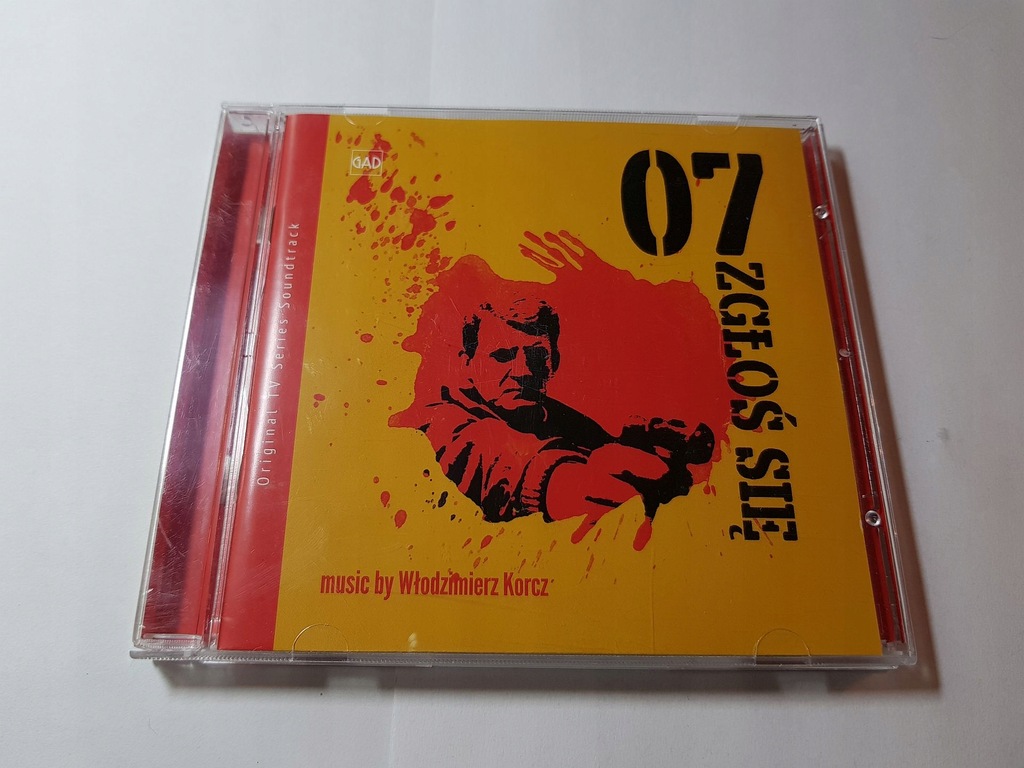 GAD
07
ZGŁOŚ SIĘ
Original TV Series Soundtrack
music by Włodzimierz Korcz